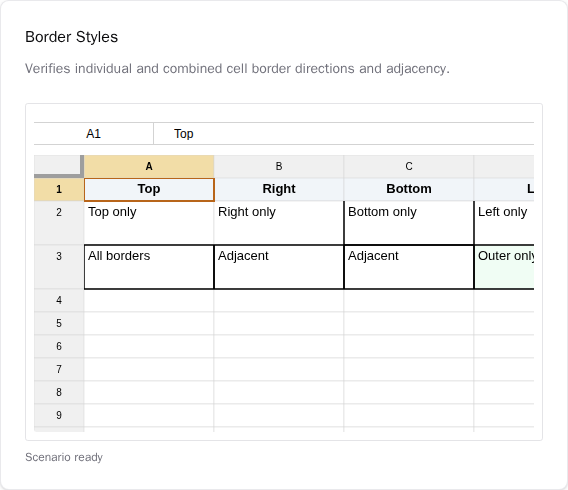 Border Styles
Verifies individual and combined cell border directions and adjacency.
A1 Top
A B C
1 Top Right Bottom L
2 Top only Right only Bottom only Left only
3 All borders Adjacent Adjacent Outer only
4
5
6
7
8
9
Scenario ready